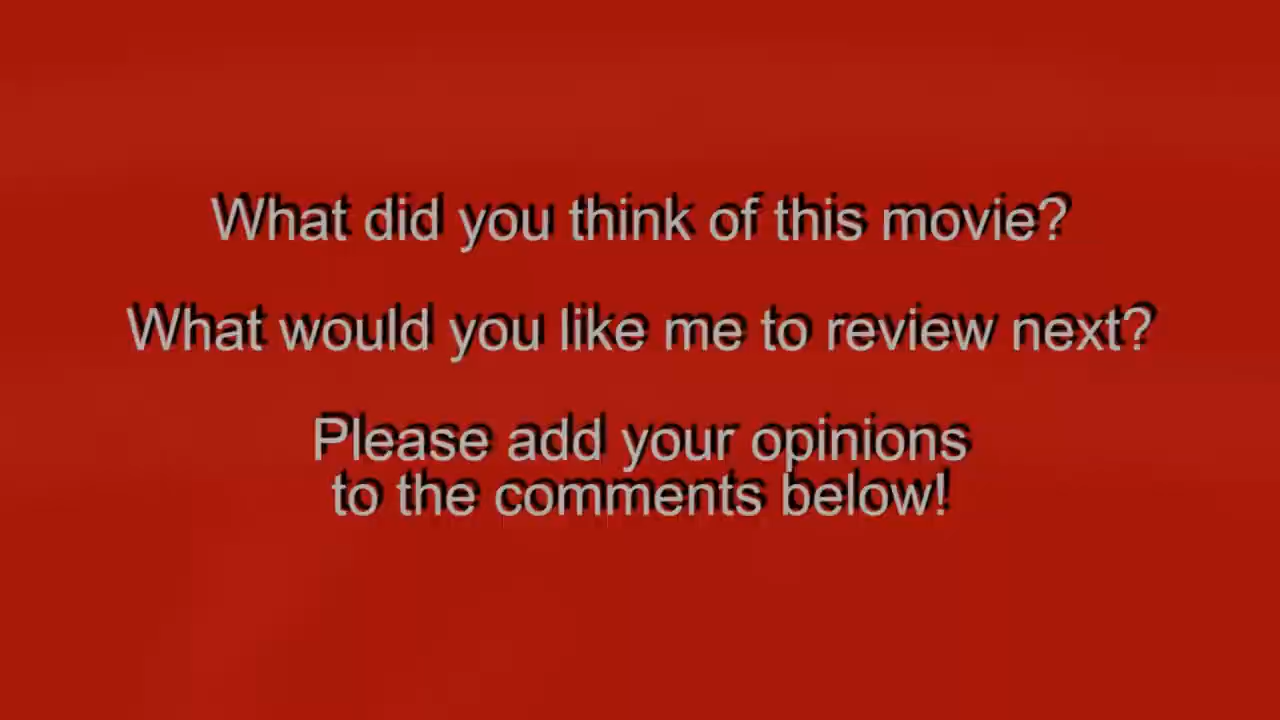 What did you think of this movie?
What would you like me to review next?
Please add your opinions
to the comments below!